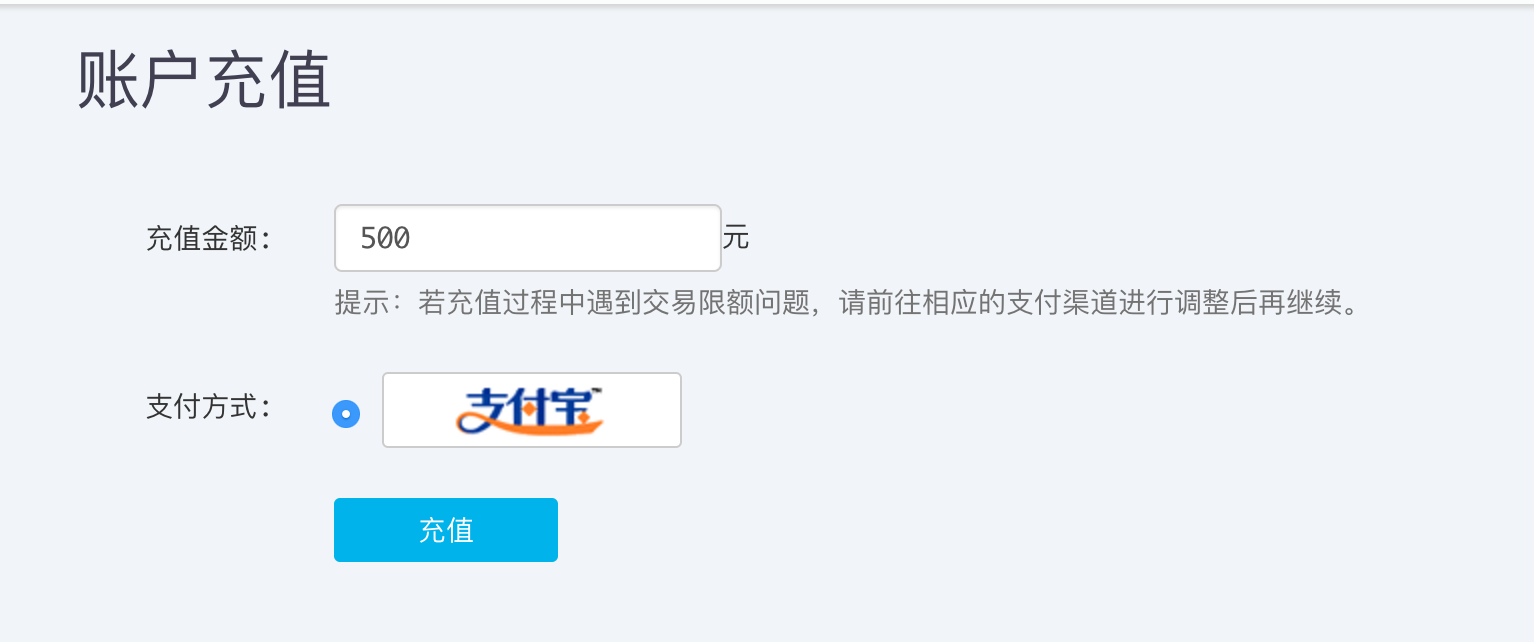 账户充值
充值金额：
500
元
提示：若充值过程中遇到交易限额问题，请前往相应的支付渠道进行调整后再继续。
支付方式：
支付宝™
充值